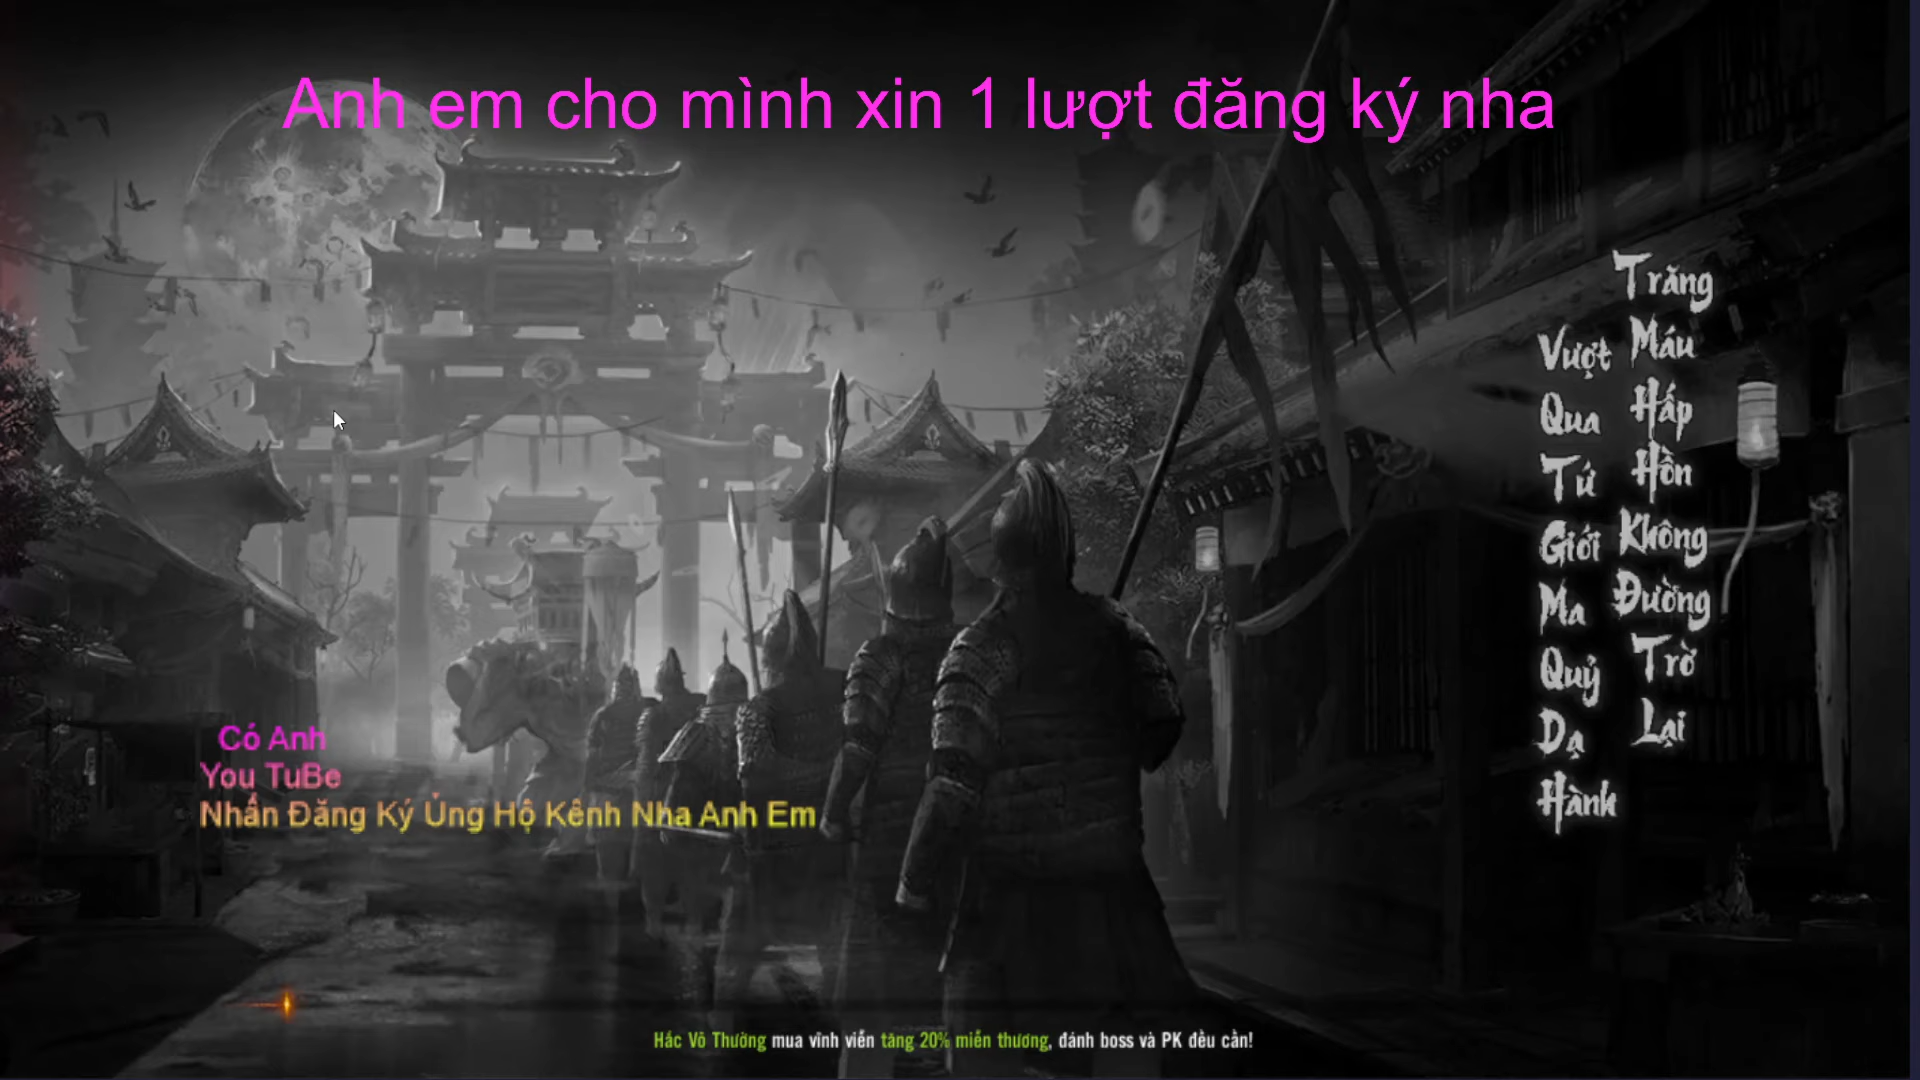 Anh em cho mình xin 1 lượt đăng ký nha
Trăng Máu Hấp Hồn Không Đường Trở Lại
Vượt Qua Tứ Giới Ma Quỷ Dạ Hành
Có Anh
You TuBe
Nhấn Đăng Ký Ủng Hộ Kênh Nha Anh Em
Hắc Vô Thường mua vĩnh viễn tăng 20% miễn thương, đánh boss và PK đều cần!